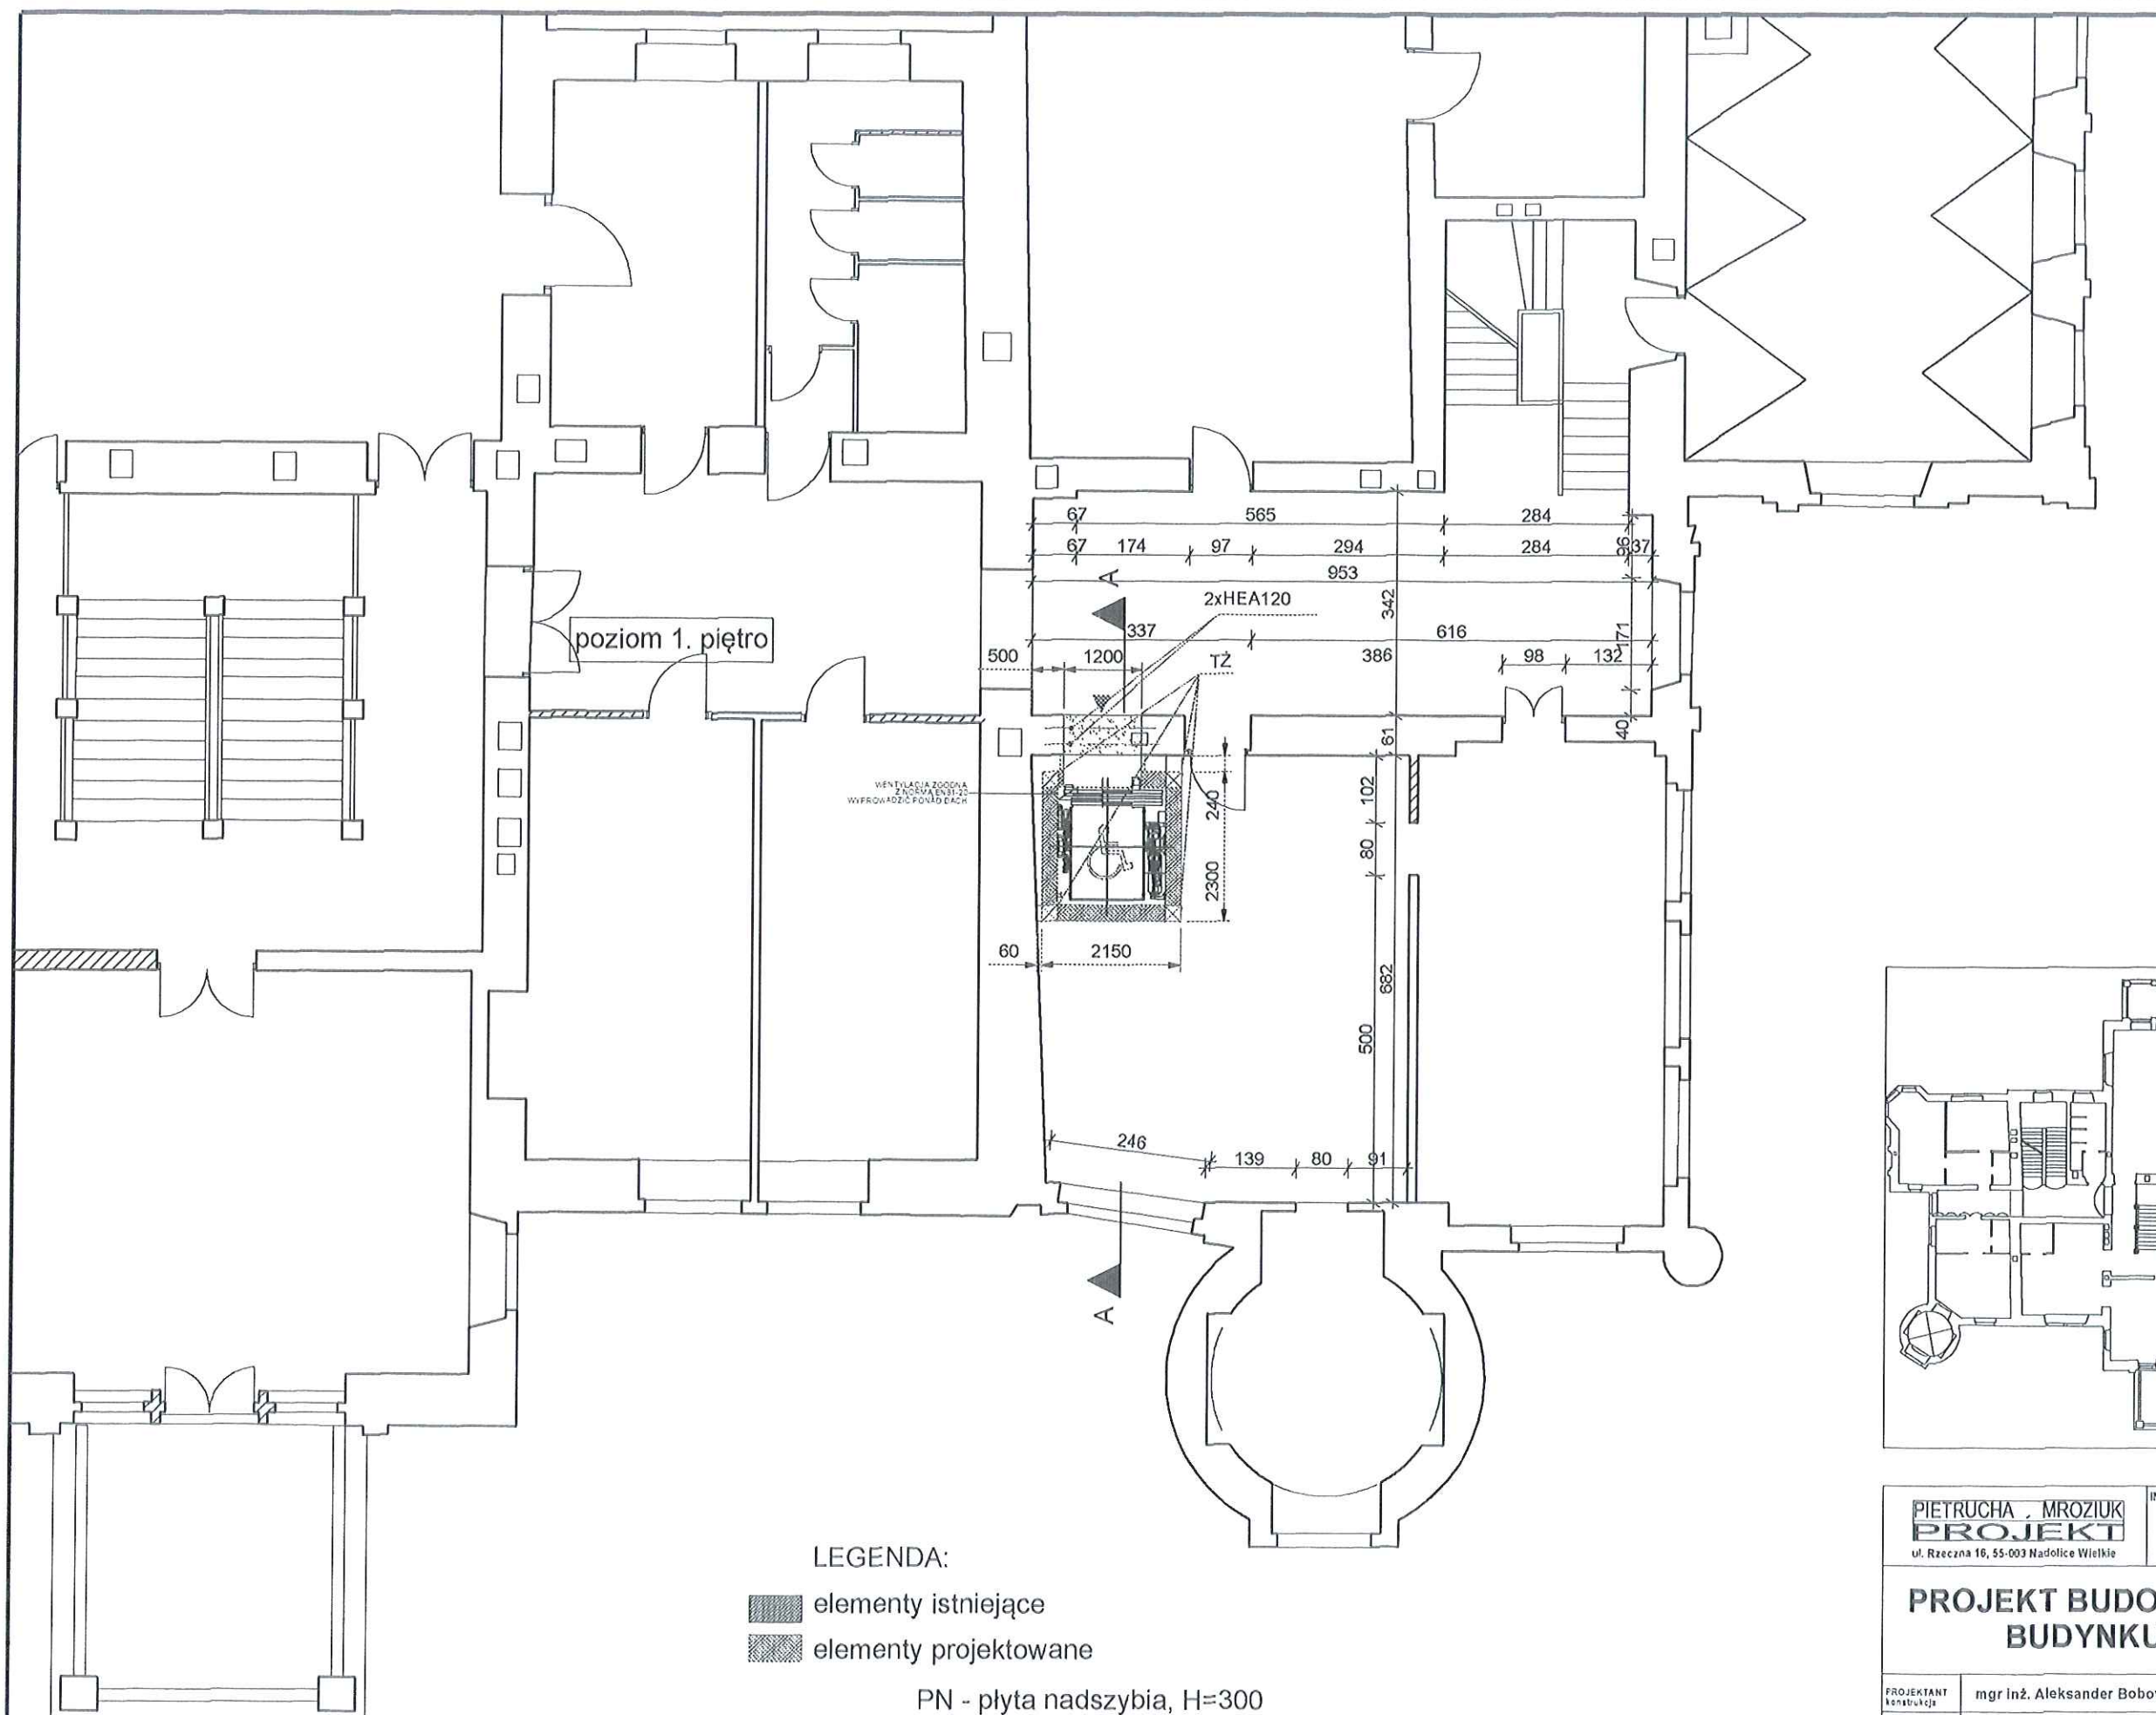 67 565 284
67 174 97 294 284 96 37
A 953
2xHEA120
342
337 616
171
poziom 1. piętro
500 1200 386 98 132
TŻ
61 40
WENTYLACJA ZGODNA
Z NORMĄ EN81-20
WYPROWADZIĆ PONAD DACH
102
240
80
2300
60 2150
682
500
246 139 80 91
A
LEGENDA:
elementy istniejące
elementy projektowane
PN - płyta nadszybia, H=300
PIETRUCHA . MROZIUK
PROJEKT
ul. Rzeczna 16, 55-003 Nadolice Wielkie
PROJEKT BUDO
BUDYNKU
PROJEKTANT
konstrukcja
mgr inż. Aleksander Bobo